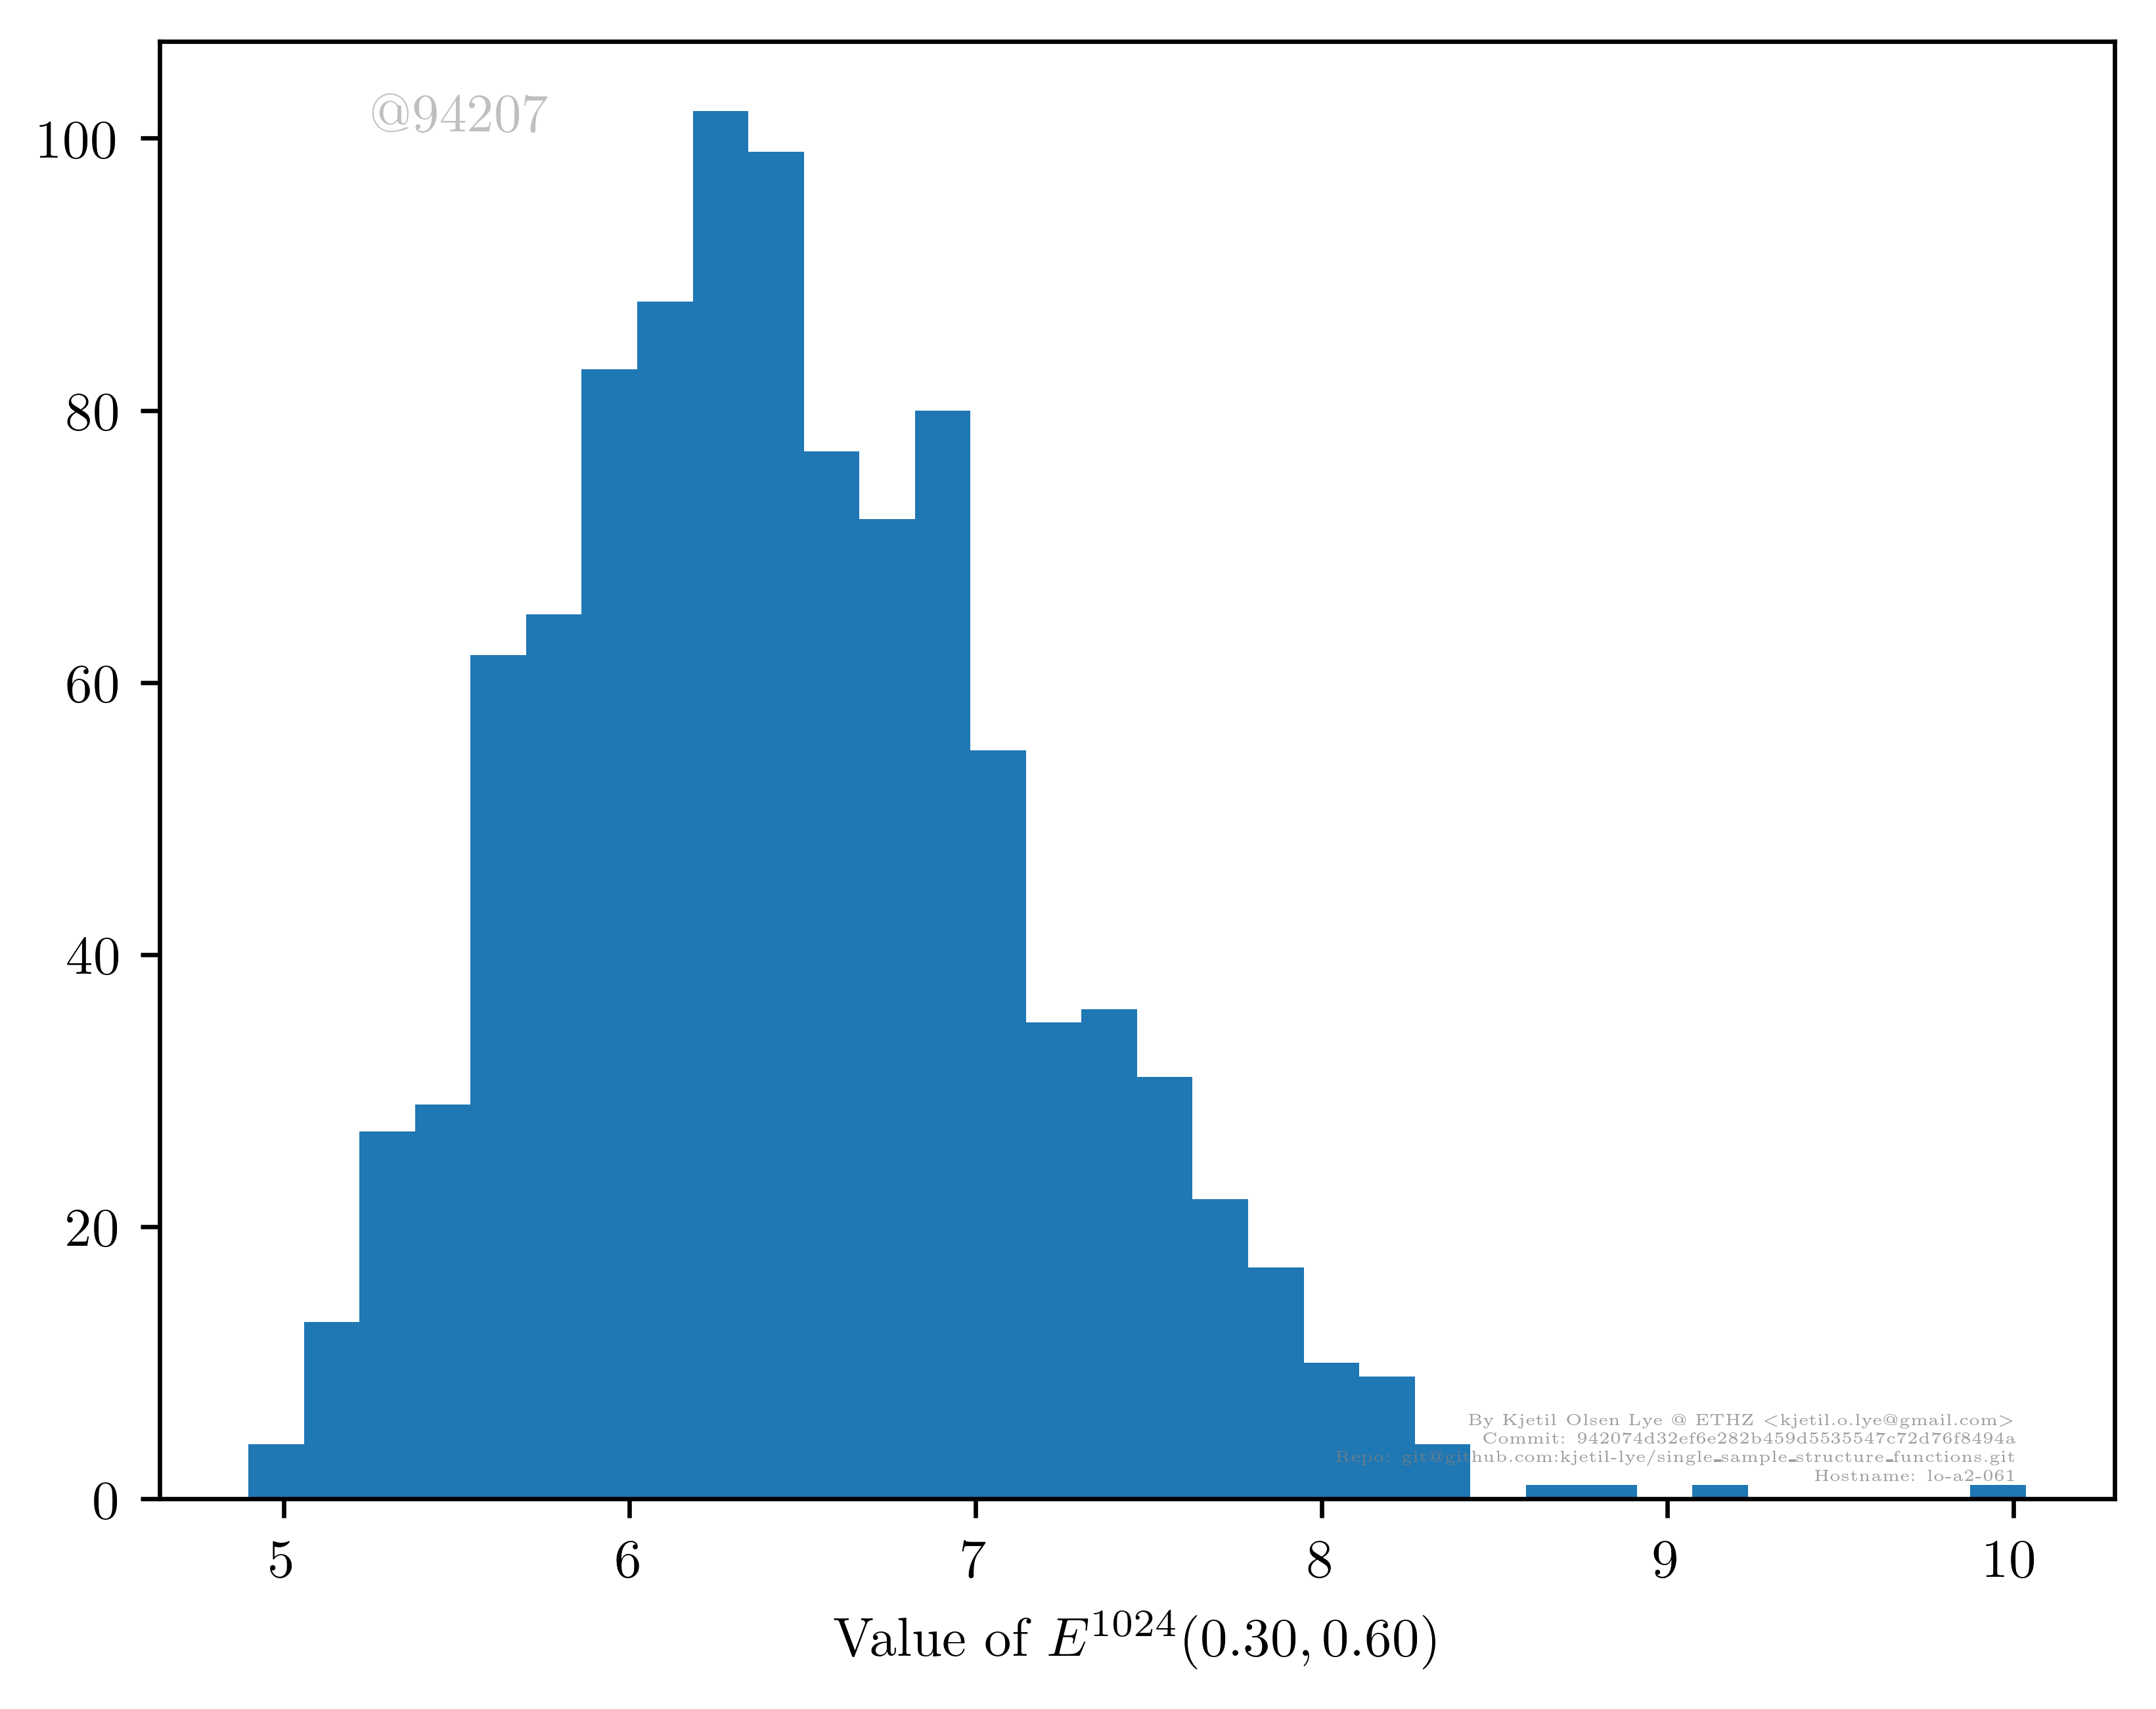 @94207
100
80
60
40
20
0
5 6 7 8 9 10
Value of E^1024(0.30, 0.60)
By Kjetil Olsen Lye @ ETHZ <kjetil.o.lye@gmail.com>
Commit: 942074d32ef6e282b459d5535547c72d76f8494a
Repo: git@github.com:kjetil-lye/single_sample_structure_functions.git
Hostname: lo-a2-061